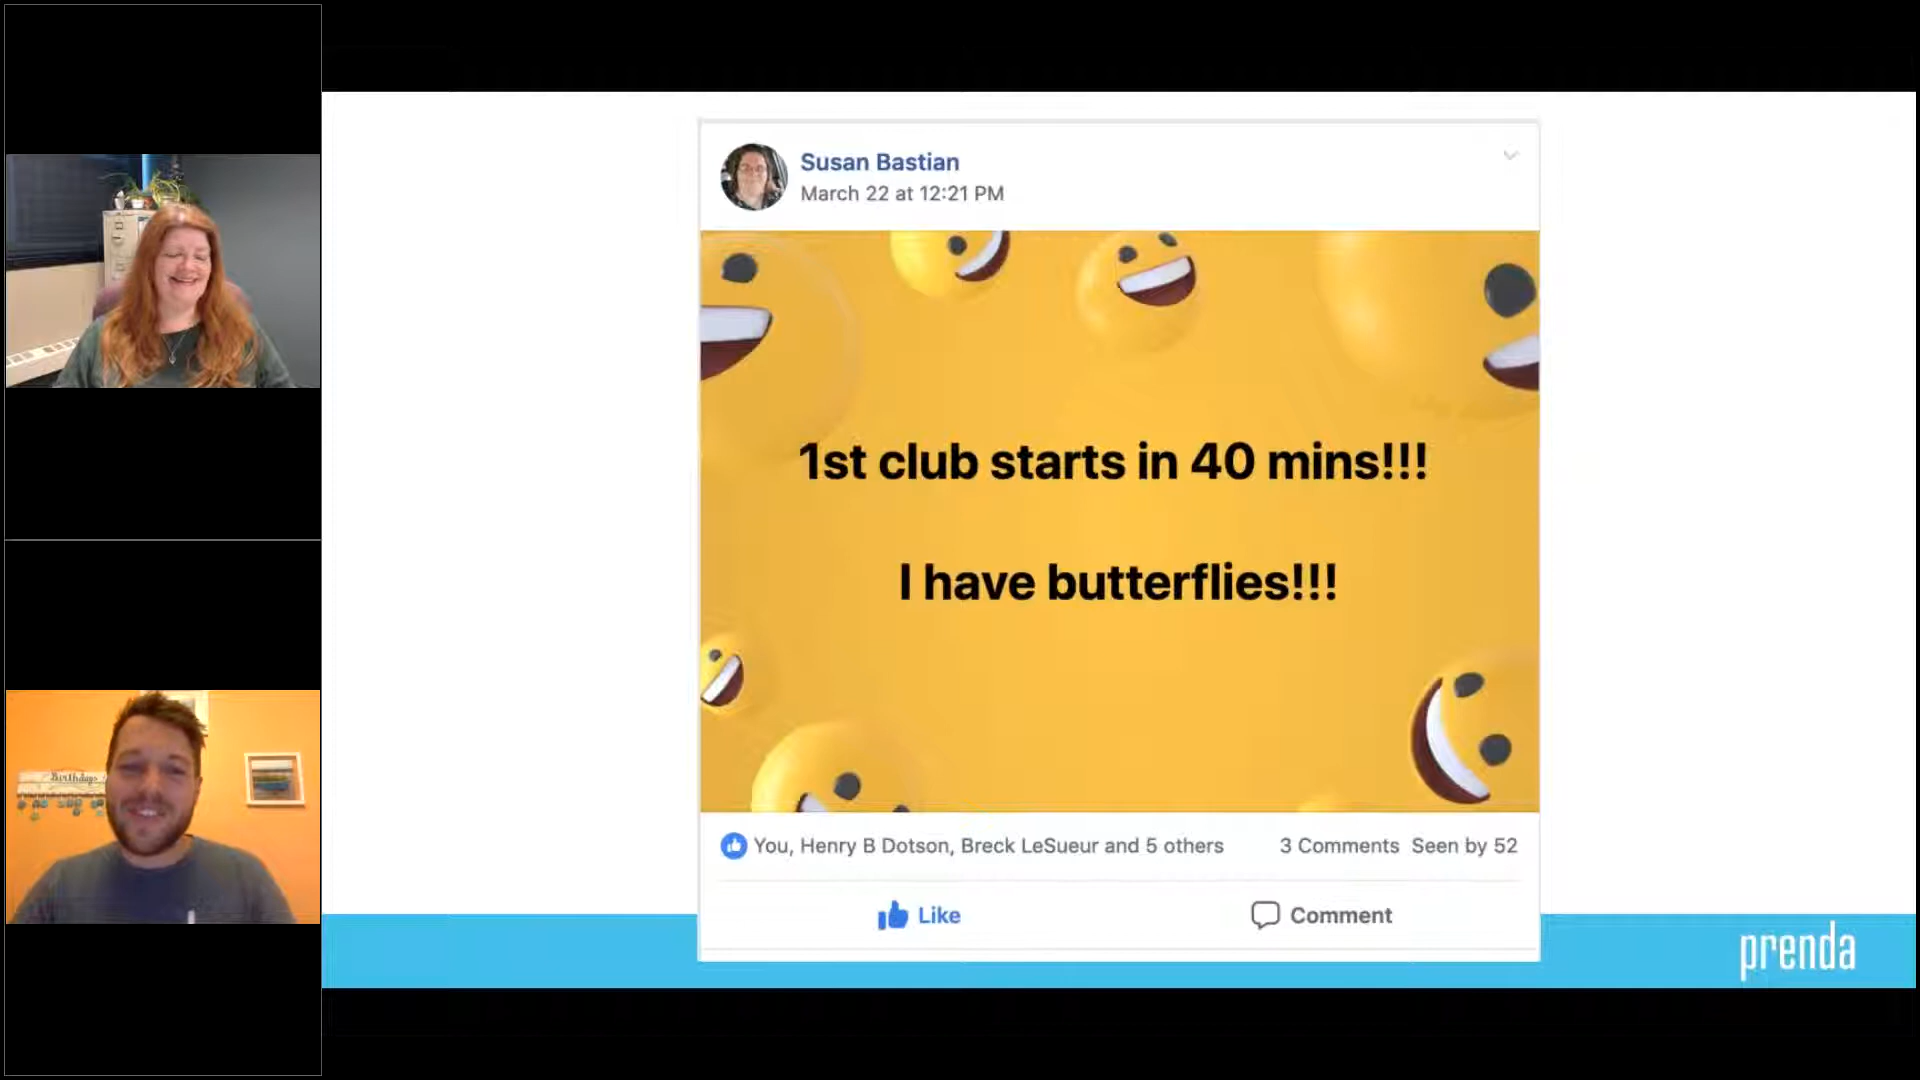 Susan Bastian
March 22 at 12:21 PM
1st club starts in 40 mins!!!
I have butterflies!!!
You, Henry B Dotson, Breck LeSueur and 5 others 3 Comments Seen by 52
Like Comment
prenda
Birthdays